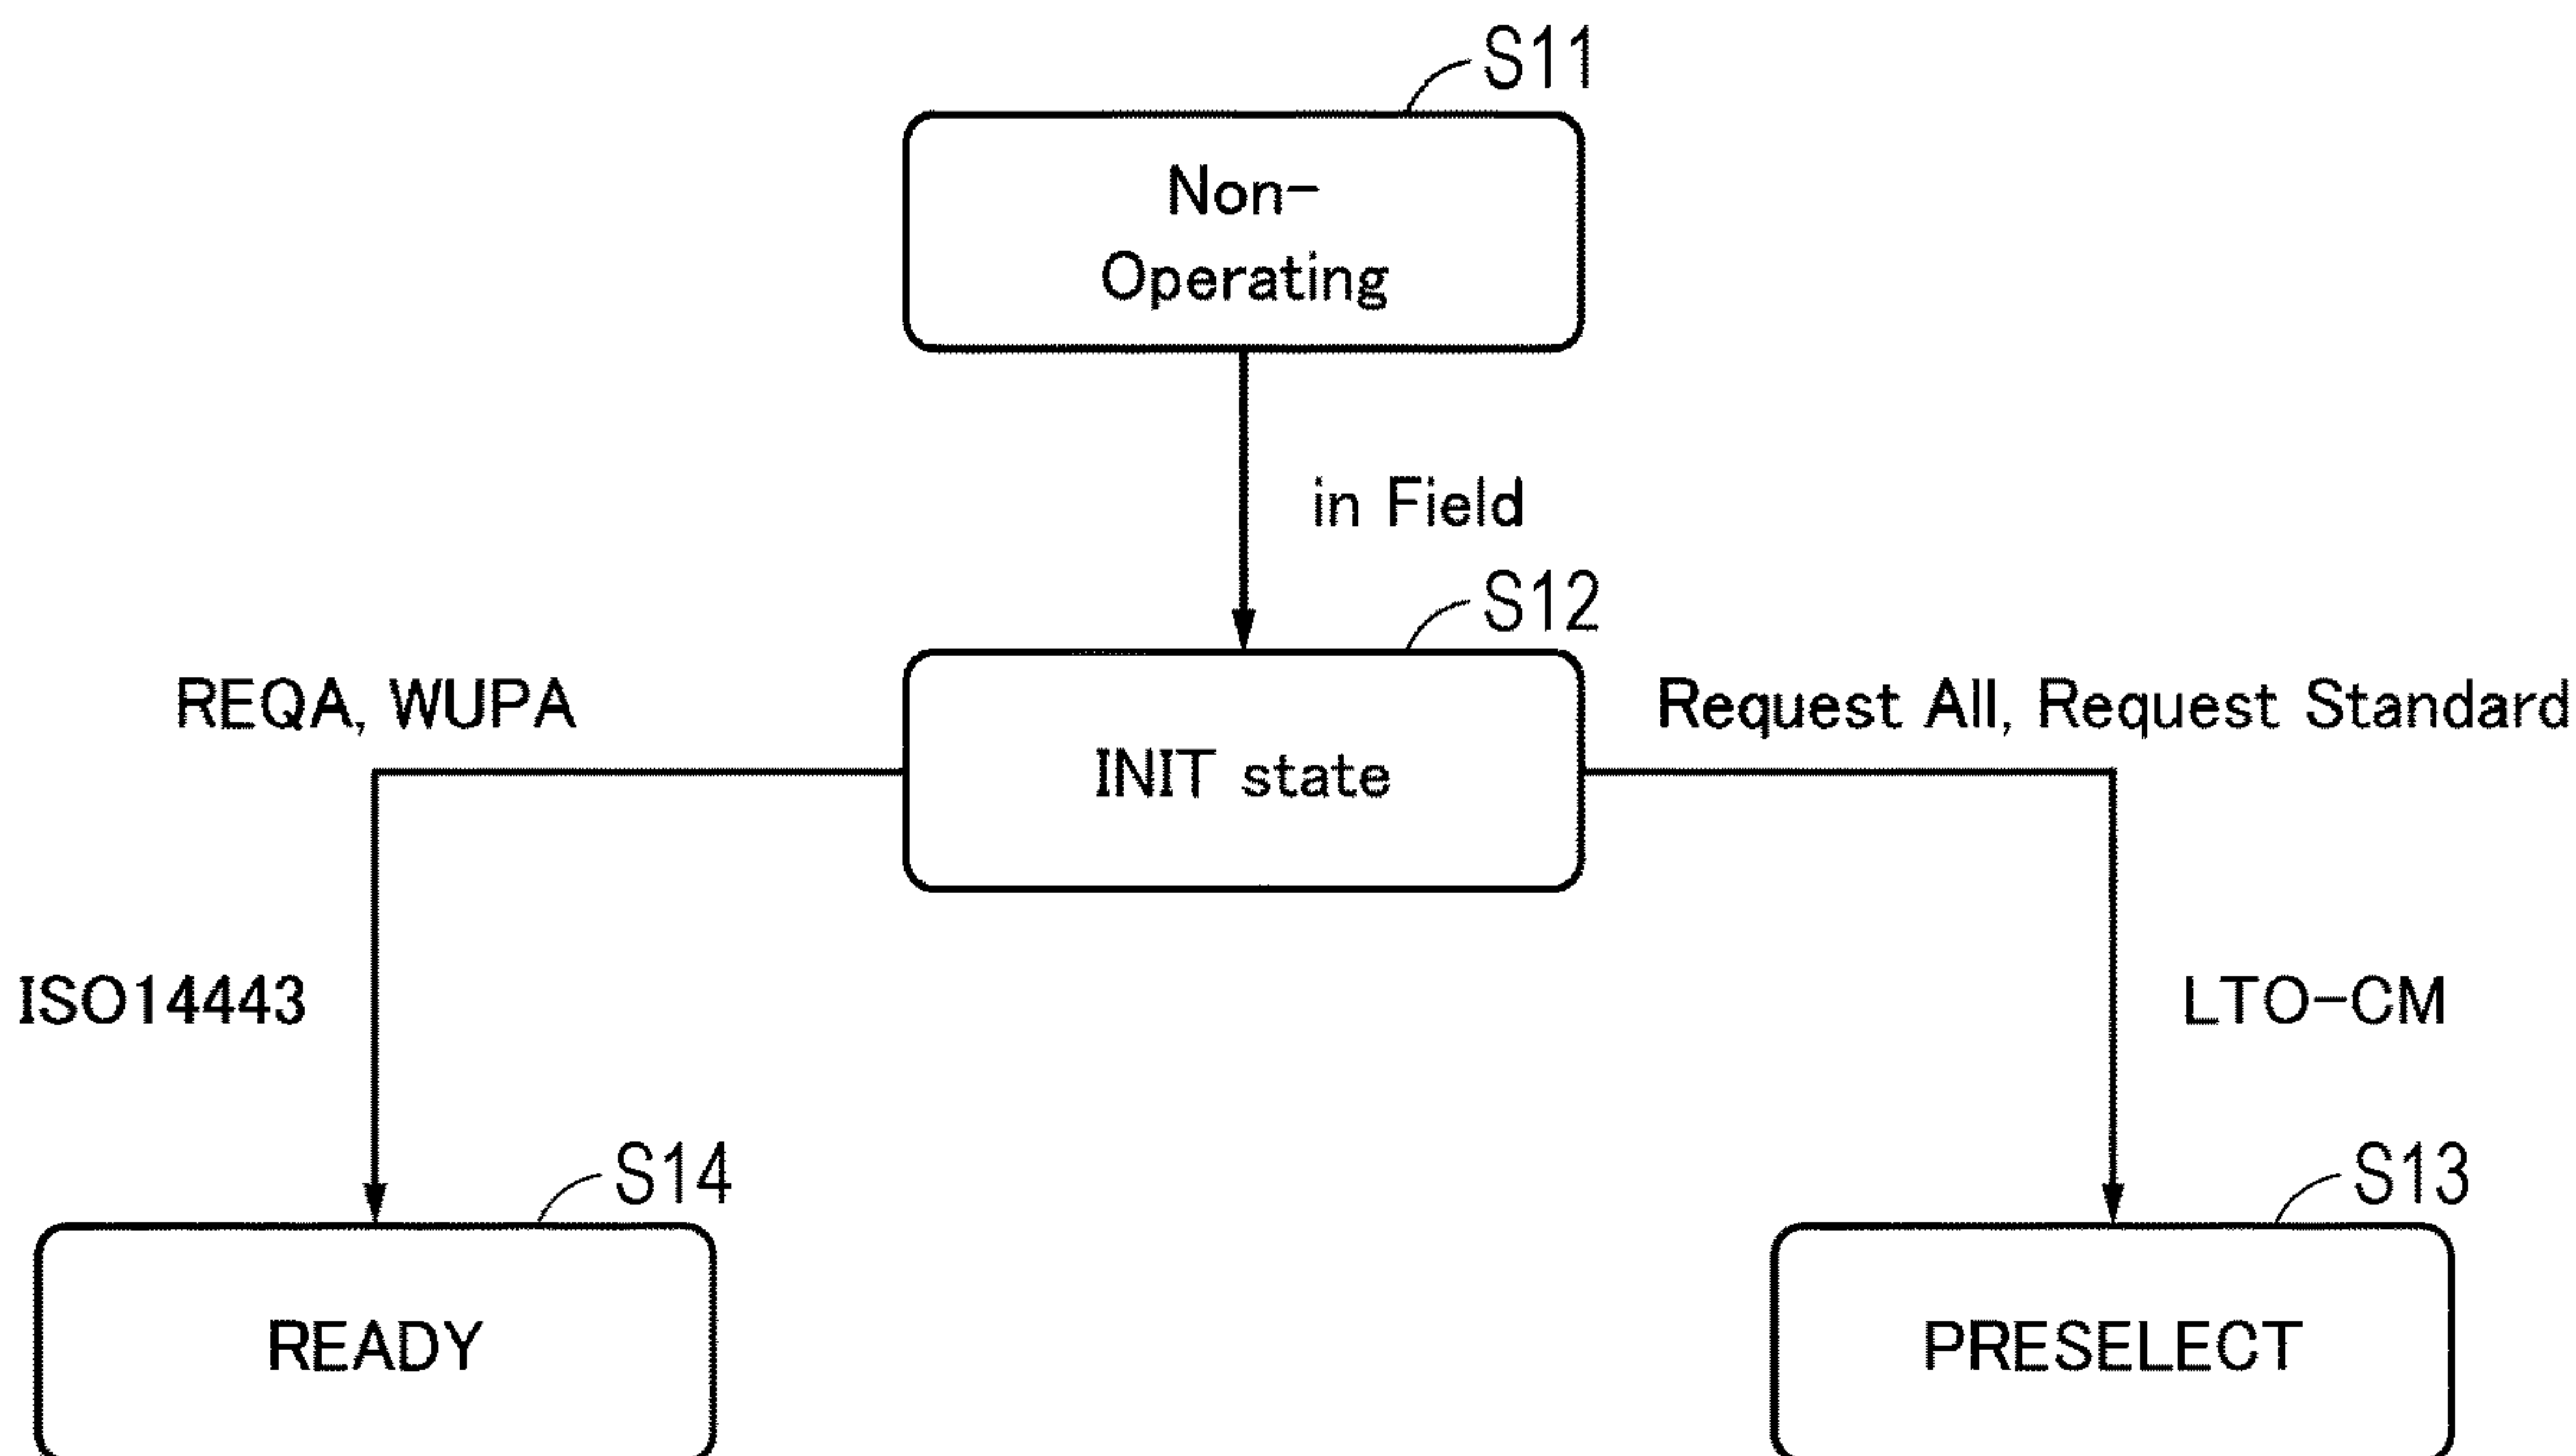 S11
Non-
Operating
in Field
S12
REQA, WUPA
INIT state
Request All, Request Standard
ISO14443
LTO-CM
S14
S13
READY
PRESELECT